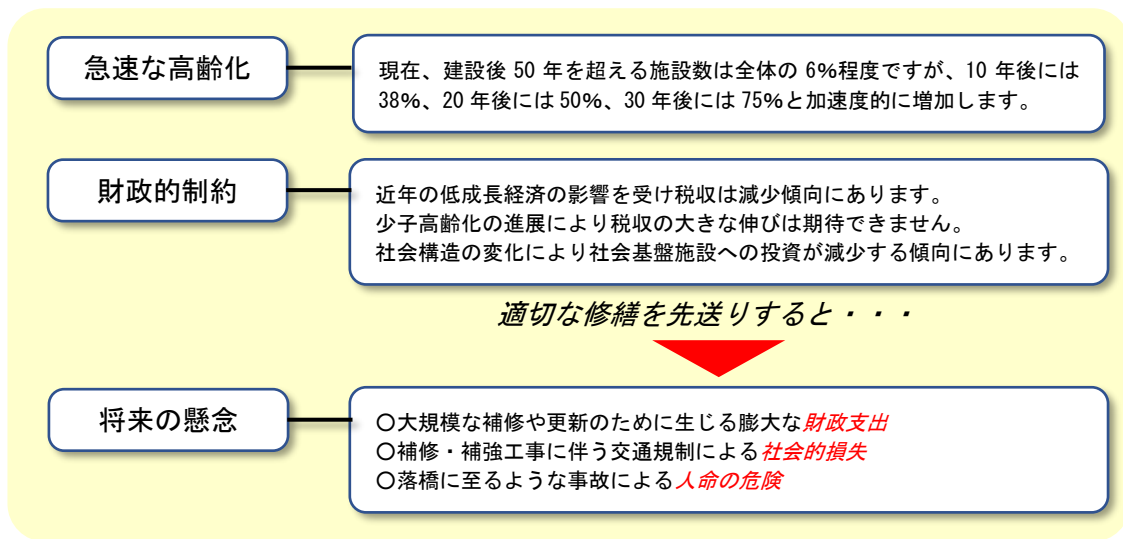 急速な高齢化
現在、建設後 50 年を超える施設数は全体の 6%程度ですが、10 年後には
38%、20 年後には 50%、30 年後には 75%と加速度的に増加します。
財政的制約
近年の低成長経済の影響を受け税収は減少傾向にあります。
少子高齢化の進展により税収の大きな伸びは期待できません。
社会構造の変化により社会基盤施設への投資が減少する傾向にあります。
適切な修繕を先送りすると・・・
将来の懸念
〇大規模な補修や更新のために生じる膨大な財政支出
〇補修・補強工事に伴う交通規制による社会的損失
〇落橋に至るような事故による人命の危険